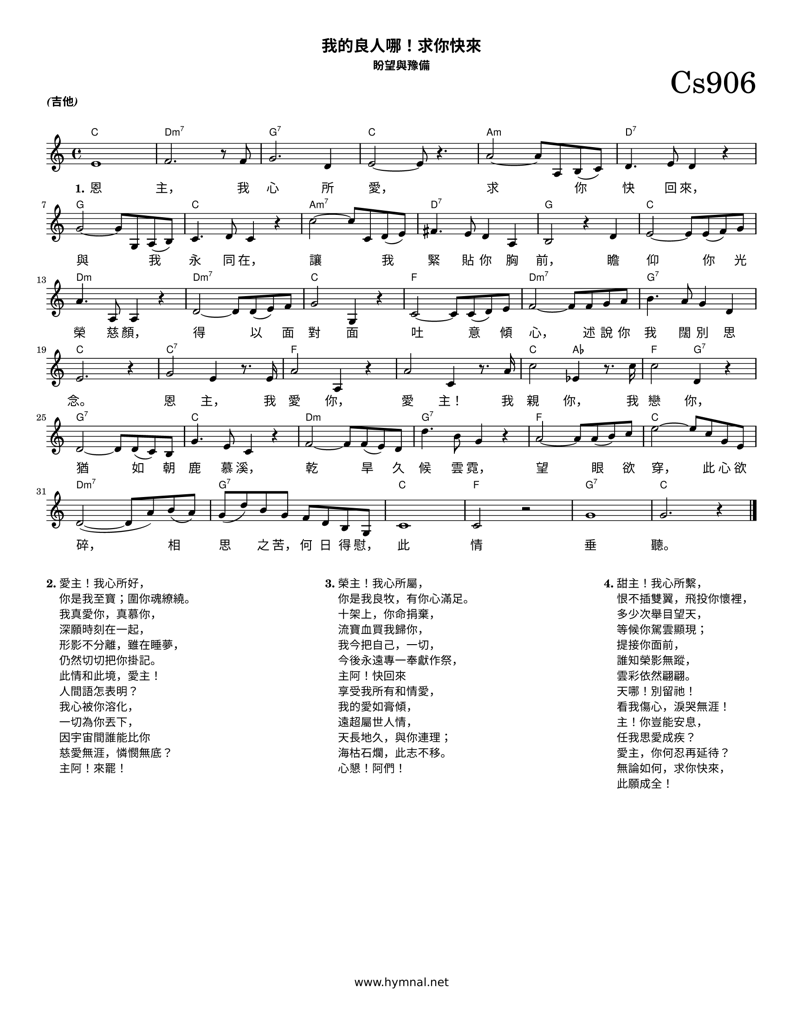 我的良人哪！求你快來
盼望與豫備
Cs906
(吉他)
C Dm7 G7 C Am D7
1. 恩 主， 我 心 所 愛， 求 你 快 回來，
7 G C Am7 D7 G C
與 我 永 同在， 讓 我 緊 貼你 胸 前， 瞻 仰 你 光
13 Dm Dm7 C F Dm7 G7
榮 慈顏， 得 以 面 對 面 吐 意 傾 心， 述說你 我 闊別 思
19 C C7 F C A♭ F G7
念。 恩 主， 我 愛 你， 愛 主！ 我 親 你， 我 戀 你，
25 G7 C Dm G7 F C
猶 如 朝 鹿 慕溪， 乾 旱 久 候 雲霓， 望 眼 欲 穿， 此心欲
31 Dm7 G7 C F G7 C
碎， 相 思 之苦，何 日 得慰， 此 情 垂 聽。
2. 愛主！我心所好，
你是我至寶；圍你魂繚繞。
我真愛你，真慕你，
深願時刻在一起，
形影不分離，雖在睡夢，
仍然切切把你掛記。
此情和此境，愛主！
人間語怎表明？
我心被你溶化，
一切為你丟下，
因宇宙間誰能比你
慈愛無涯，憐憫無底？
主阿！來罷！
3. 榮主！我心所屬，
你是我良牧，有你心滿足。
十架上，你命捐棄，
流寶血買我歸你，
我今把自己，一切，
今後永遠專一奉獻作祭，
主阿！快回來
享受我所有和情愛，
我的愛如膏傾，
遠超屬世人情，
天長地久，與你連理；
海枯石爛，此志不移。
心懇！阿們！
4. 甜主！我心所繫，
恨不插雙翼，飛投你懷裡，
多少次舉目望天，
等候你駕雲顯現；
提接你面前，
誰知榮影無蹤，
雲彩依然翩翩。
天哪！別留祂！
看我傷心，淚哭無涯！
主！你豈能安息，
任我思愛成疾？
愛主，你何忍再延待？
無論如何，求你快來，
此願成全！
www.hymnal.net